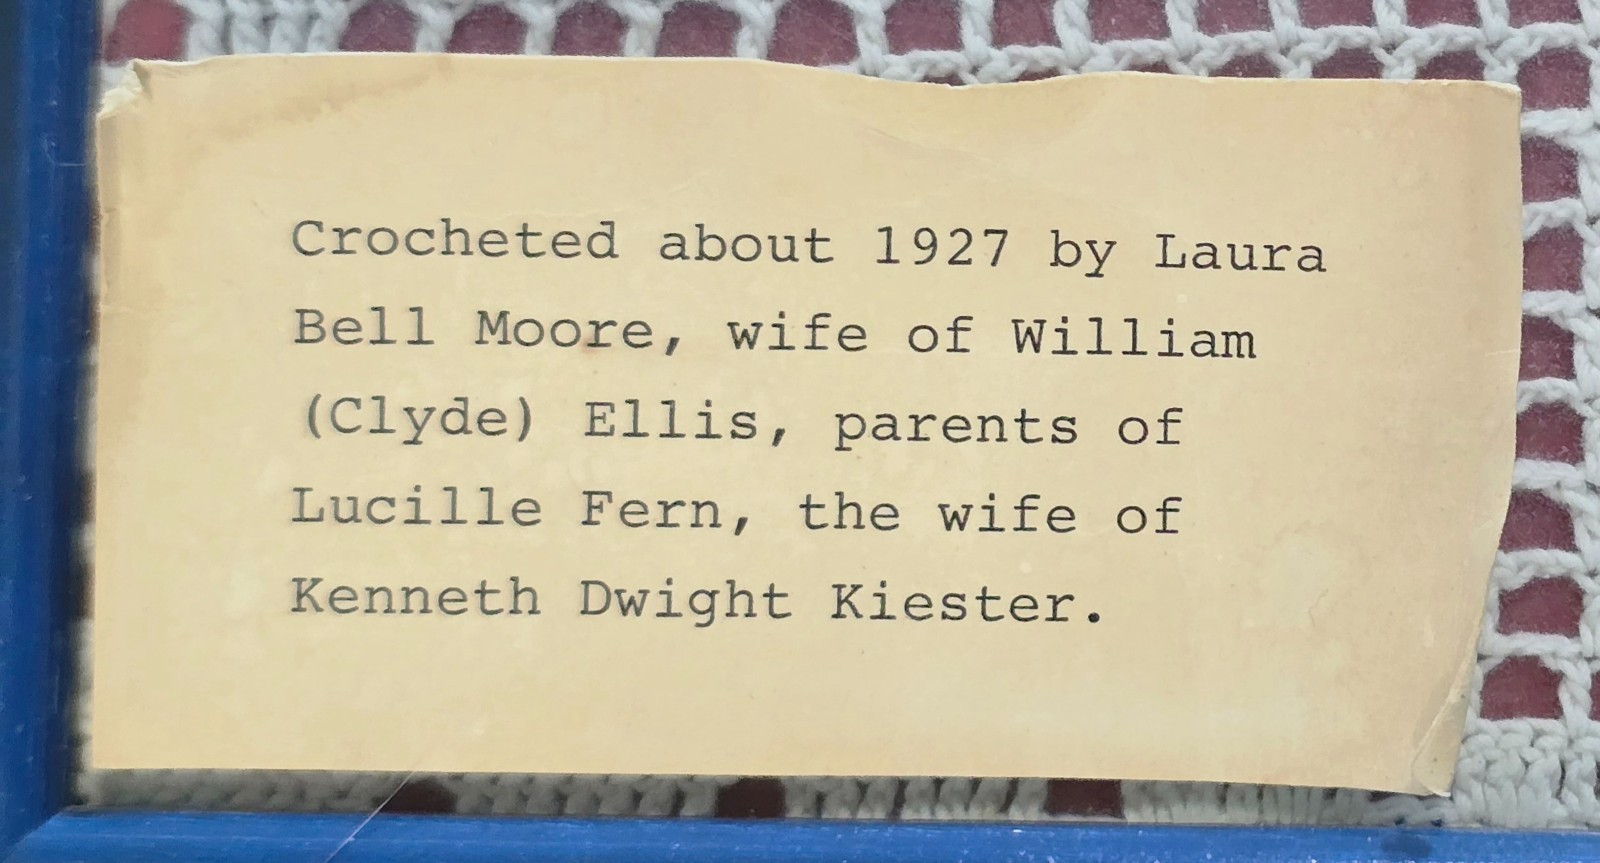 Crocheted about 1927 by Laura
Bell Moore, wife of William
(Clyde) Ellis, parents of
Lucille Fern, the wife of
Kenneth Dwight Kiester.